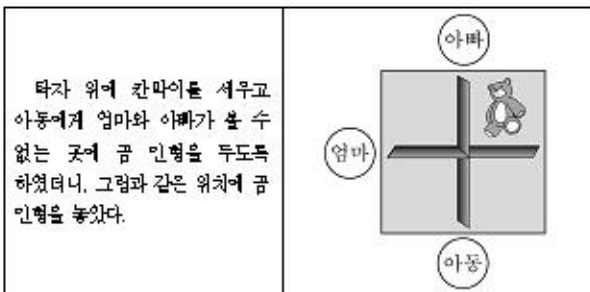 탁자 위에 칸막이를 세우고
아동에게 엄마와 아빠가 볼 수
없는 곳에 곰 인형을 두도록
하였더니, 그림과 같은 위치에 곰
인형을 놓았다.
아빠
엄마
아동